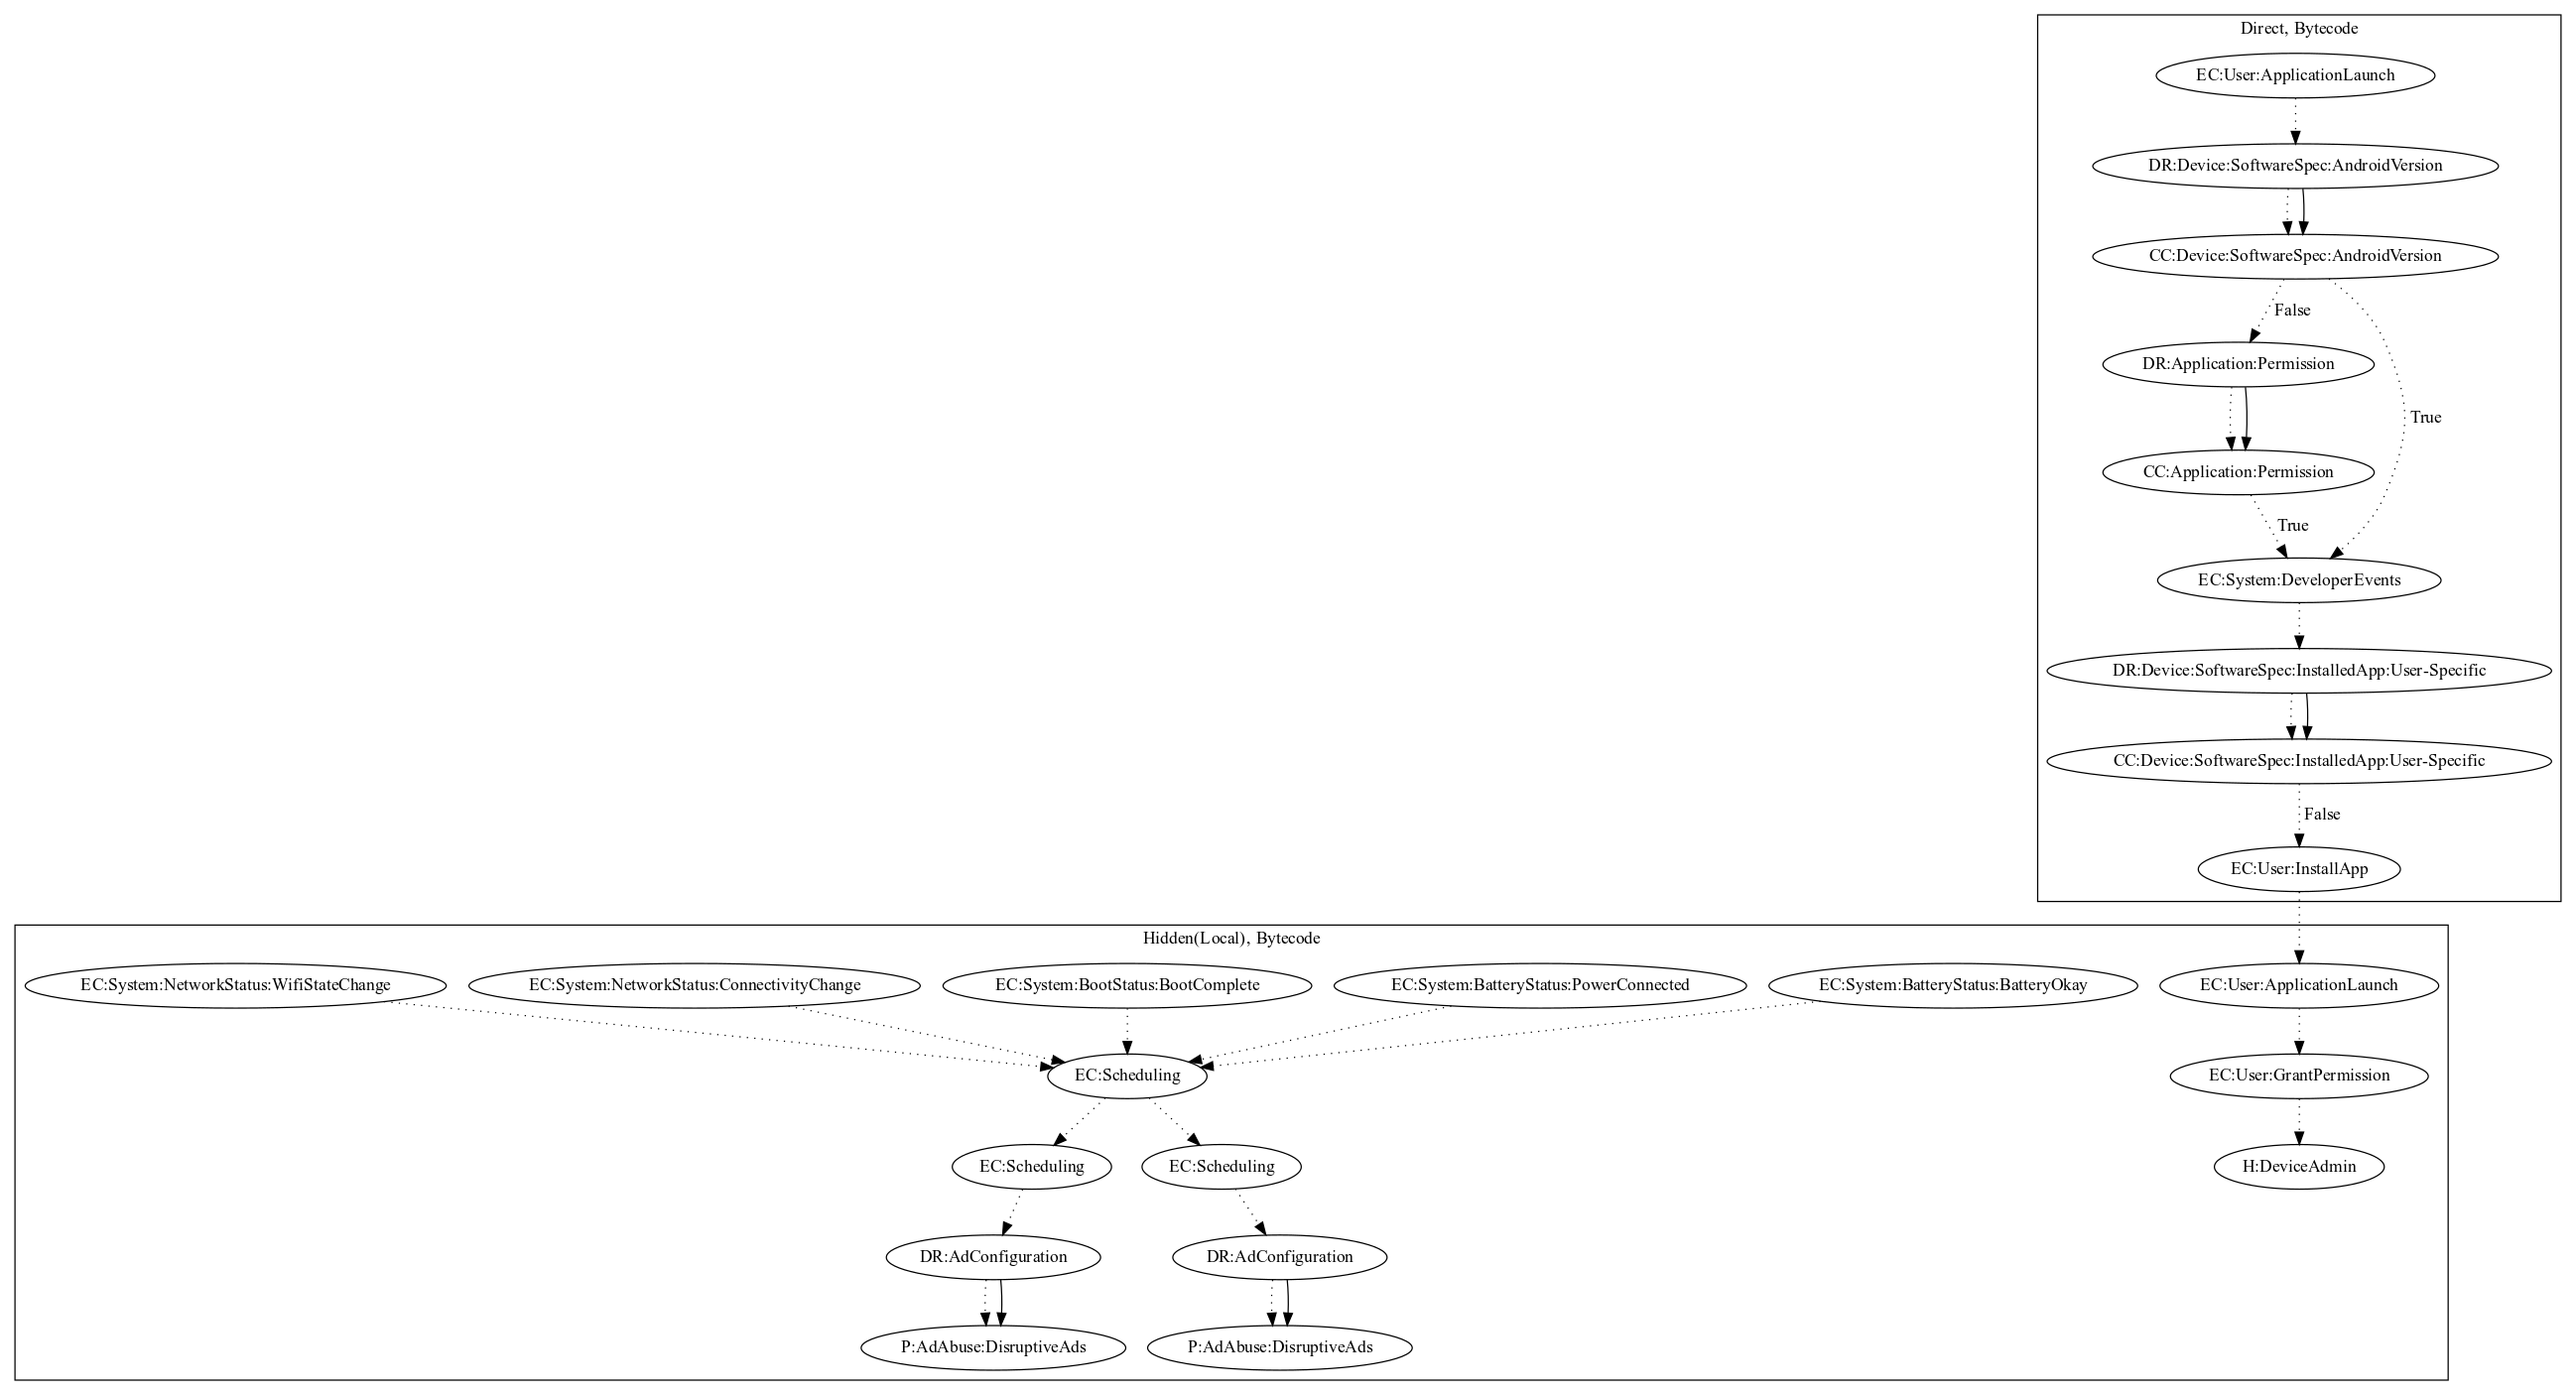 Direct, Bytecode
EC:User:ApplicationLaunch
DR:Device:SoftwareSpec:AndroidVersion
CC:Device:SoftwareSpec:AndroidVersion
False
DR:Application:Permission
True
CC:Application:Permission
True
EC:System:DeveloperEvents
DR:Device:SoftwareSpec:InstalledApp:User-Specific
CC:Device:SoftwareSpec:InstalledApp:User-Specific
False
EC:User:InstallApp
Hidden(Local), Bytecode
EC:System:NetworkStatus:WifiStateChange
EC:System:NetworkStatus:ConnectivityChange
EC:System:BootStatus:BootComplete
EC:System:BatteryStatus:PowerConnected
EC:System:BatteryStatus:BatteryOkay
EC:User:ApplicationLaunch
EC:Scheduling
EC:User:GrantPermission
EC:Scheduling
EC:Scheduling
H:DeviceAdmin
DR:AdConfiguration
DR:AdConfiguration
P:AdAbuse:DisruptiveAds
P:AdAbuse:DisruptiveAds